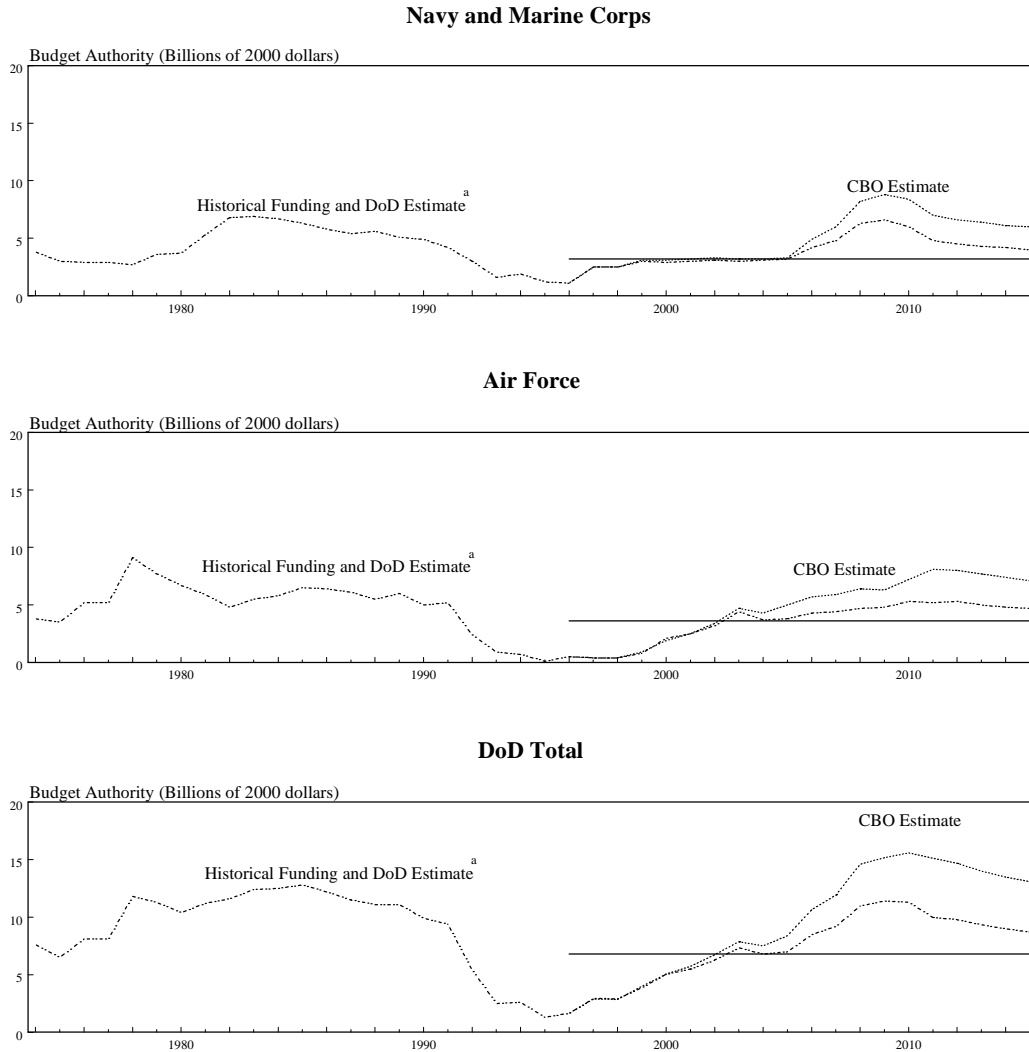 Navy and Marine Corps
Budget Authority (Billions of 2000 dollars)
20
15
10
5
0
CBO Estimate
Historical Funding and DoD Estimate a
1980 1990 2000 2010
Air Force
Budget Authority (Billions of 2000 dollars)
20
15
10
5
0
Historical Funding and DoD Estimate a
CBO Estimate
1980 1990 2000 2010
DoD Total
Budget Authority (Billions of 2000 dollars)
20
15
10
5
0
CBO Estimate
Historical Funding and DoD Estimate a
1980 1990 2000 2010